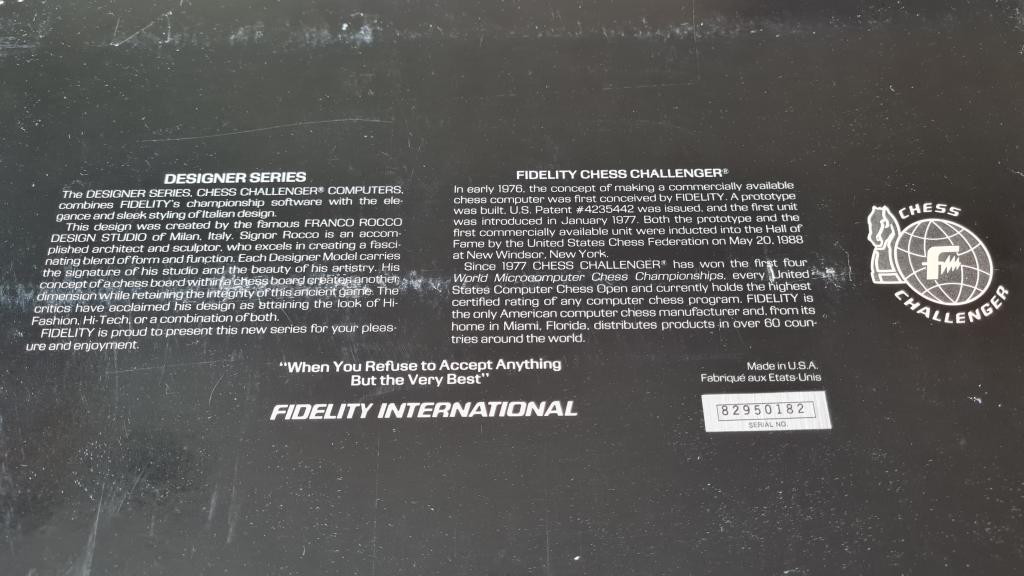 DESIGNER SERIES
The DESIGNER SERIES, CHESS CHALLENGER® COMPUTERS,
combines FIDELITY's championship software with the ele-
gance and sleek styling of Italian design.
This design was created by the famous FRANCO ROCCO
DESIGN STUDIO of Milan, Italy. Signor Rocco is an accom-
plished architect and sculptor, who excels in creating a fasci-
nating blend of form and function. Each Designer Model carries
the signature of his studio and the beauty of his artistry. His
concept of a chess board within a chess board creates another
dimension while retaining the integrity of this ancient game. The
critics have acclaimed his design as attaining the look of Hi-
Fashion, Hi-Tech, or a combination of both.
FIDELITY is proud to present this new series for your pleas-
ure and enjoyment.
FIDELITY CHESS CHALLENGER®
In early 1976, the concept of making a commercially available
chess computer was first conceived by FIDELITY. A prototype
was built, U.S. Patent #4235442 was issued, and the first unit
was introduced in January 1977. Both the prototype and the
first commercially available unit were inducted into the Hall of
Fame by the United States Chess Federation on May 20, 1988
at New Windsor, New York.
Since 1977 CHESS CHALLENGER® has won the first four
World Microcomputer Chess Championships, every United
States Computer Chess Open and currently holds the highest
certified rating of any computer chess program. FIDELITY is
the only American computer chess manufacturer and, from its
home in Miami, Florida, distributes products in over 60 coun-
tries around the world.
"When You Refuse to Accept Anything
But the Very Best"
FIDELITY INTERNATIONAL
Made in U.S.A.
Fabriqué aux Etats-Unis
82950182
SERIAL NO.
CHESS
F
CHALLENGER